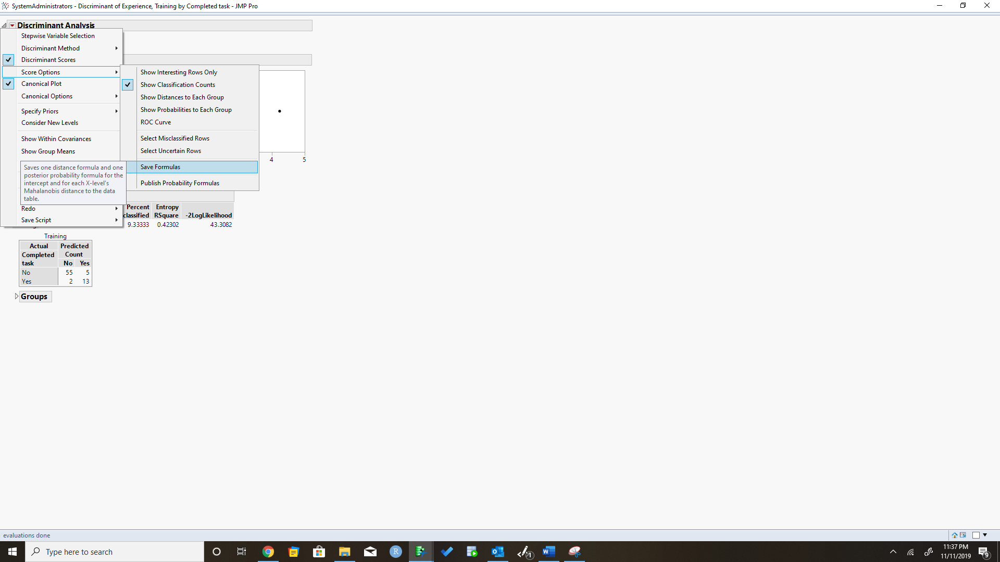 SystemAdministrators - Discriminant of Experience, Training by Completed task - JMP Pro
Discriminant Analysis
Stepwise Variable Selection
Discriminant Method
Discriminant Scores
Score Options
Canonical Plot
Canonical Options
Specify Priors
Consider New Levels
Show Within Covariances
Show Group Means
Saves one distance formula and one
posterior probability formula for the
intercept and for each X-level's
Mahalanobis distance to the data
table.
Redo
Save Script
Show Interesting Rows Only
Show Classification Counts
Show Distances to Each Group
Show Probabilities to Each Group
ROC Curve
Select Misclassified Rows
Select Uncertain Rows
Save Formulas
Publish Probability Formulas
4 5
Percent Entropy
classified RSquare -2LogLikelihood
9.33333 0.42302 43.3082
Training
Actual Predicted
Completed Count
task No Yes
No 55 5
Yes 2 13
Groups
evaluations done
Type here to search
R
1
W
11:37 PM
11/11/2019
9